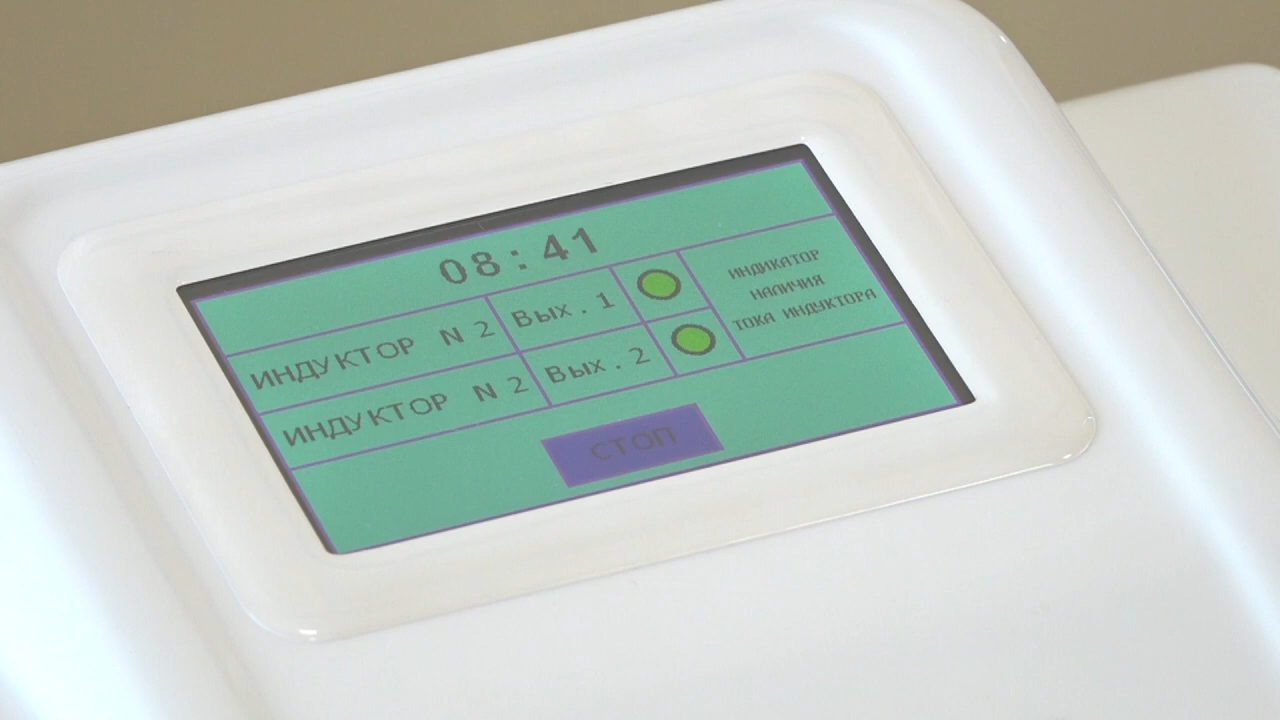 08:41
ИНДУКТОР N 2 Вых. 1
ИНДУКТОР N 2 Вых. 2
ИНДИКАТОР
НАЛИЧИЯ
ТОКА ИНДУКТОРА
СТОП